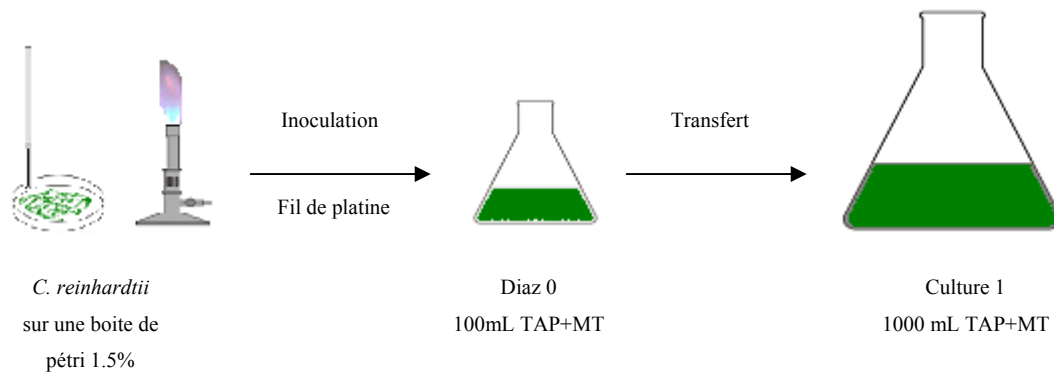 Inoculation
Fil de platine
Transfert
C. reinhardtii
sur une boite de
pétri 1.5%
Diaz 0
100mL TAP+MT
Culture 1
1000 mL TAP+MT